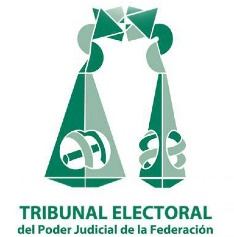 TRIBUNAL ELECTORAL
del Poder Judicial de la Federación